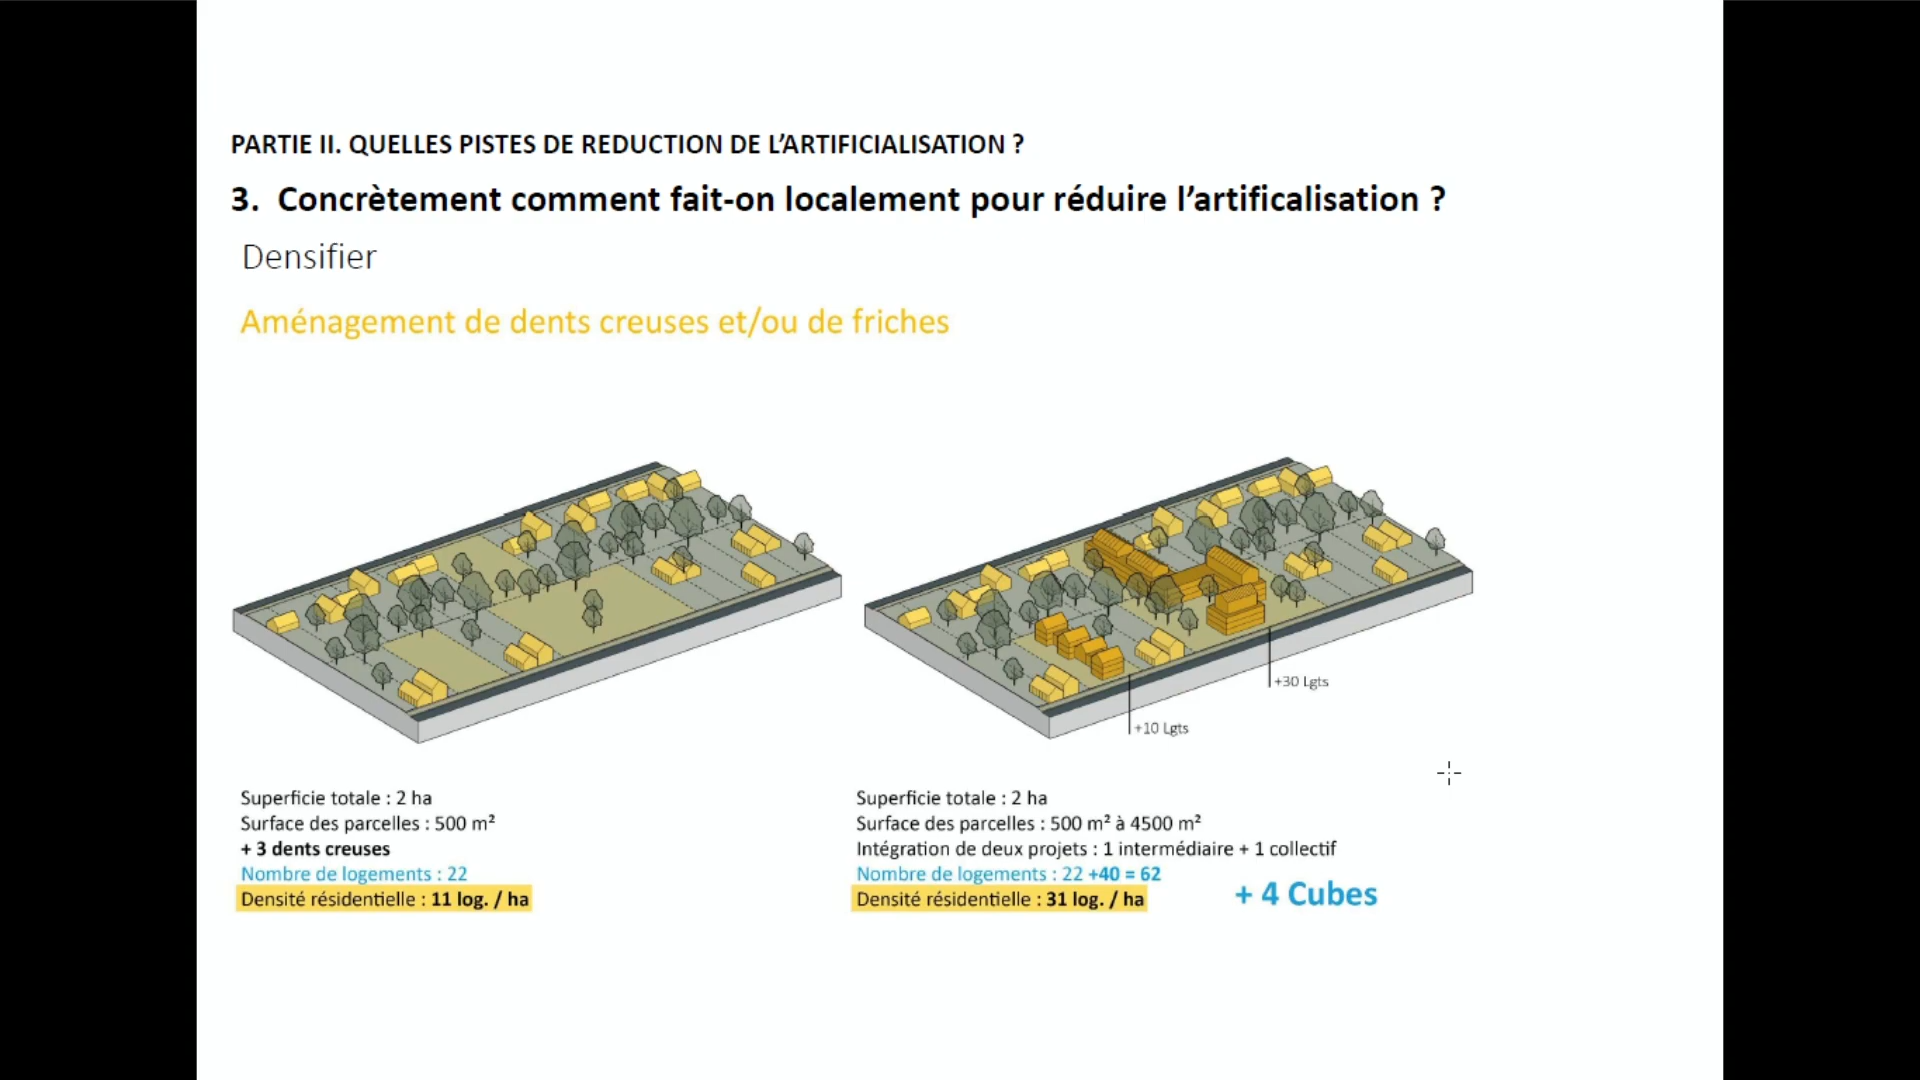 PARTIE II. QUELLES PISTES DE REDUCTION DE L’ARTIFICIALISATION ?
3. Concrètement comment fait-on localement pour réduire l’artificalisation ?
Densifier
Aménagement de dents creuses et/ou de friches
+30 Lgts
+10 Lgts
Superficie totale : 2 ha
Surface des parcelles : 500 m²
+ 3 dents creuses
Nombre de logements : 22
Densité résidentielle : 11 log. / ha
Superficie totale : 2 ha
Surface des parcelles : 500 m² à 4500 m²
Intégration de deux projets : 1 intermédiaire + 1 collectif
Nombre de logements : 22 +40 = 62
Densité résidentielle : 31 log. / ha
+ 4 Cubes